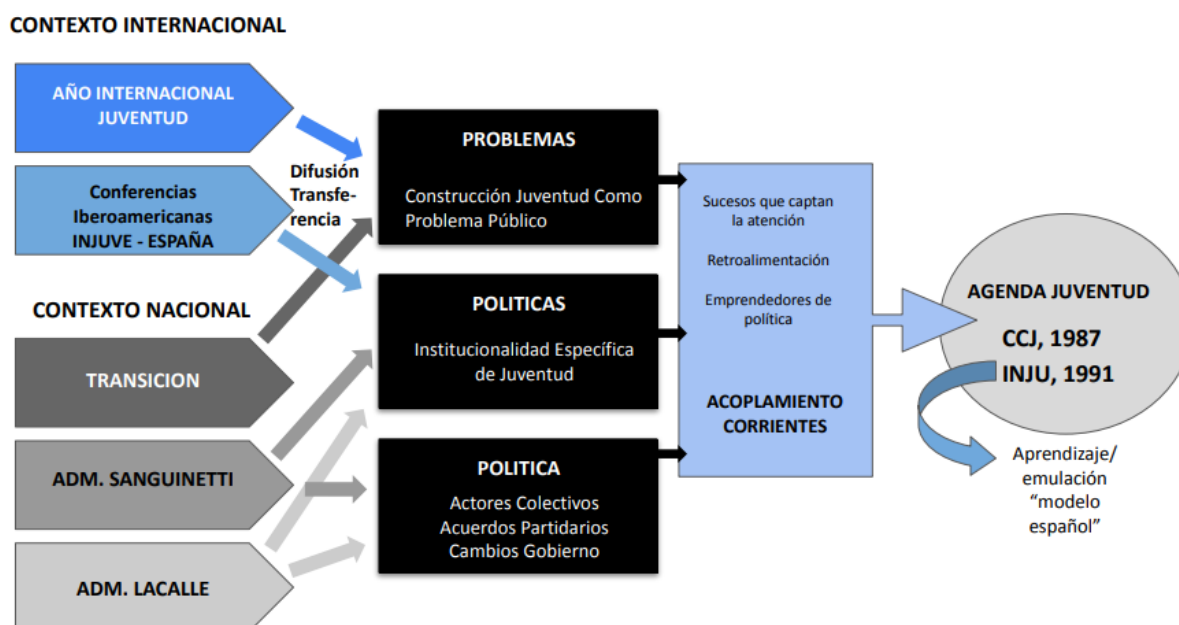 CONTEXTO INTERNACIONAL
AÑO INTERNACIONAL
JUVENTUD
Conferencias
Iberoamericanas
INJUVE - ESPAÑA
Difusión
Transfe-
rencia
CONTEXTO NACIONAL
TRANSICION
ADM. SANGUINETTI
ADM. LACALLE
PROBLEMAS
Construcción Juventud Como
Problema Público
POLITICAS
Institucionalidad Específica
de Juventud
POLITICA
Actores Colectivos
Acuerdos Partidarios
Cambios Gobierno
Sucesos que captan
la atención
Retroalimentación
Emprendedores de
política
ACOPLAMIENTO
CORRIENTES
AGENDA JUVENTUD
CCJ, 1987
INJU, 1991
Aprendizaje/
emulación
“modelo
español”